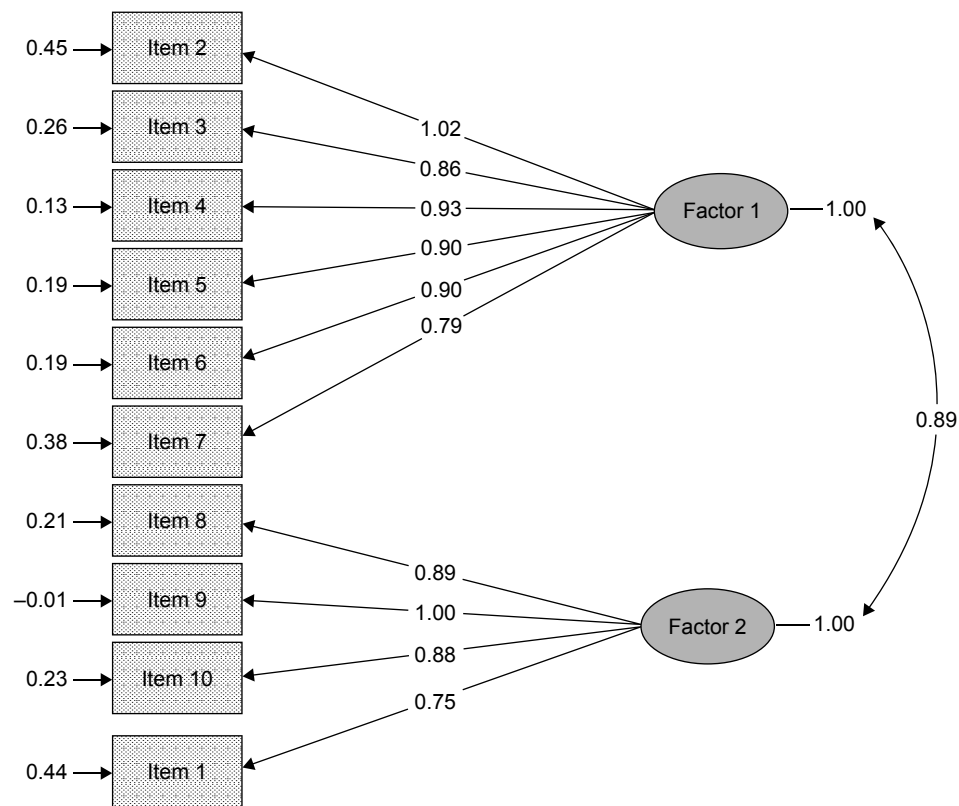 0.45 Item 2
1.02
0.26 Item 3
0.86
0.13 Item 4
0.93
Factor 1 1.00
0.90
0.19 Item 5
0.90
0.79
0.19 Item 6
0.89
0.38 Item 7
0.21 Item 8
0.89
–0.01 Item 9
1.00
Factor 2 1.00
0.88
0.23 Item 10
0.75
0.44 Item 1